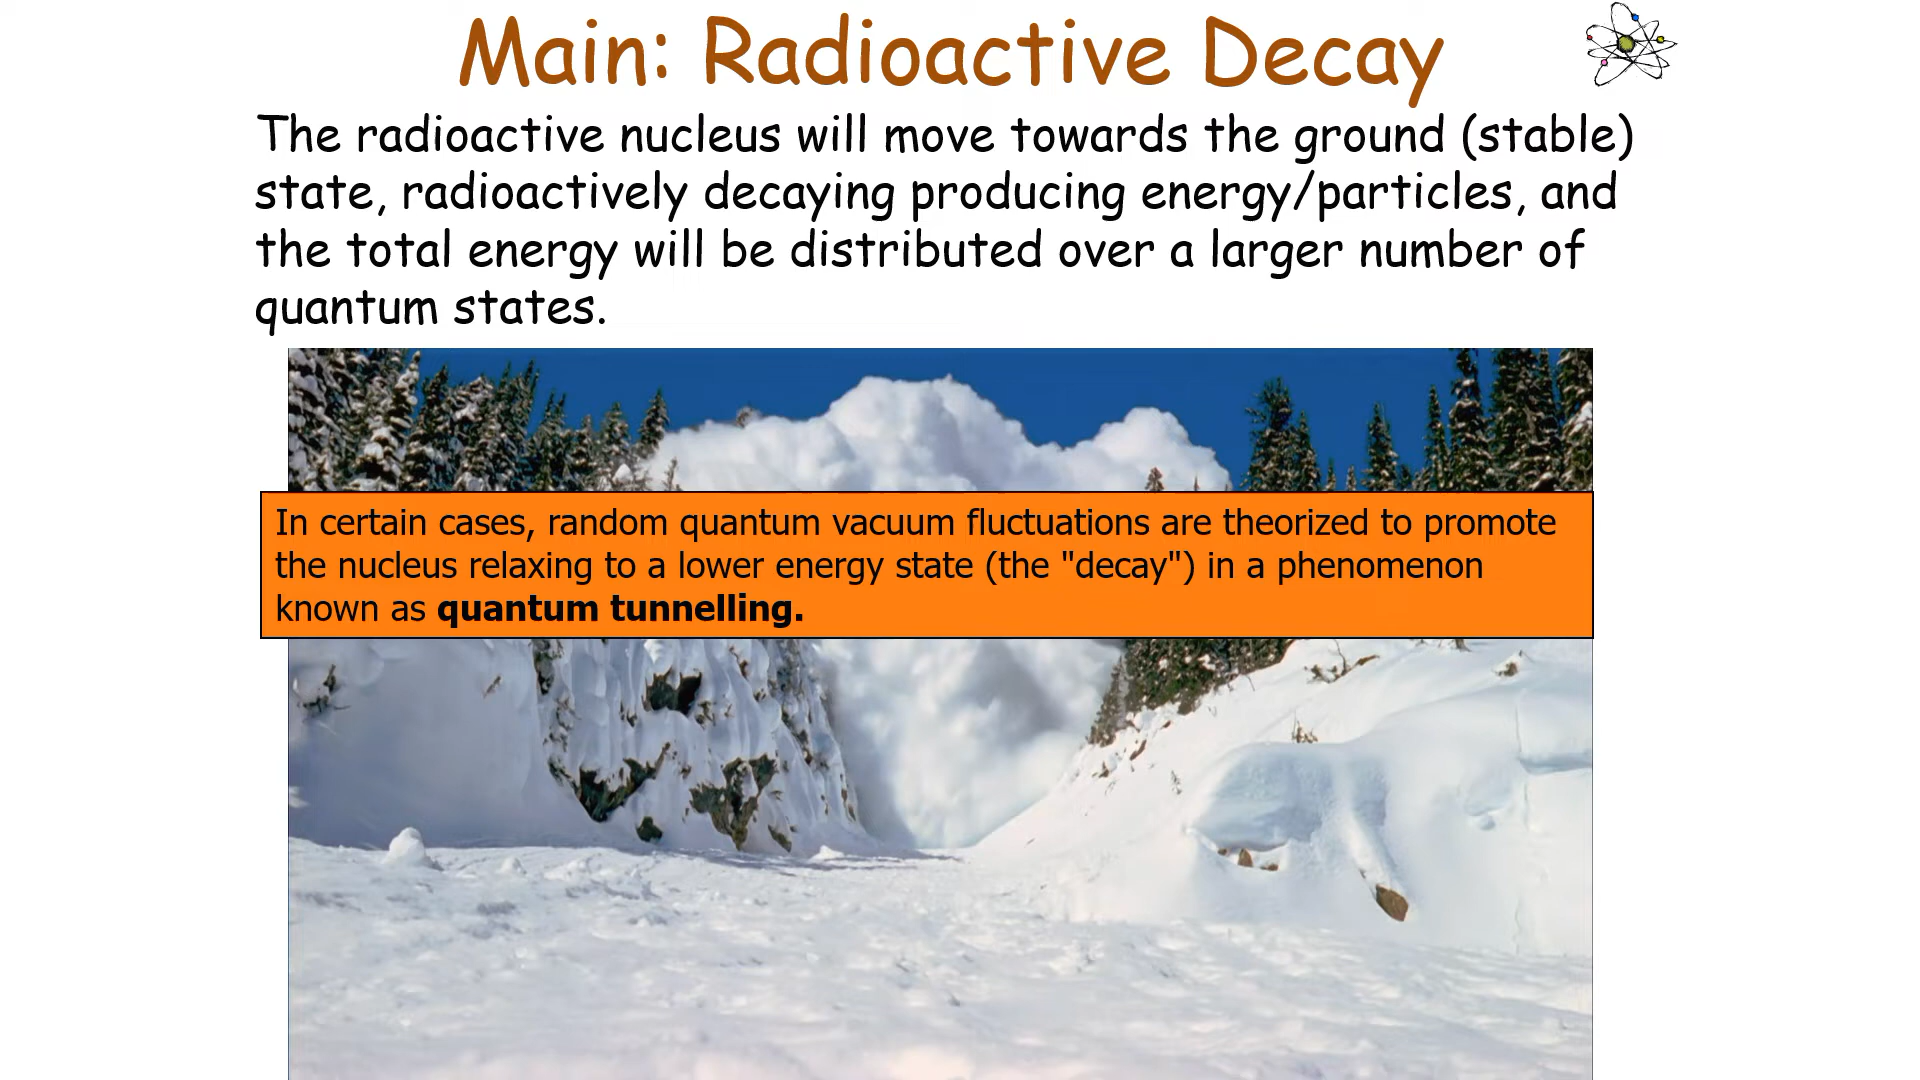 Main: Radioactive Decay
The radioactive nucleus will move towards the ground (stable)
state, radioactively decaying producing energy/particles, and
the total energy will be distributed over a larger number of
quantum states.
In certain cases, random quantum vacuum fluctuations are theorized to promote
the nucleus relaxing to a lower energy state (the "decay") in a phenomenon
known as quantum tunnelling.